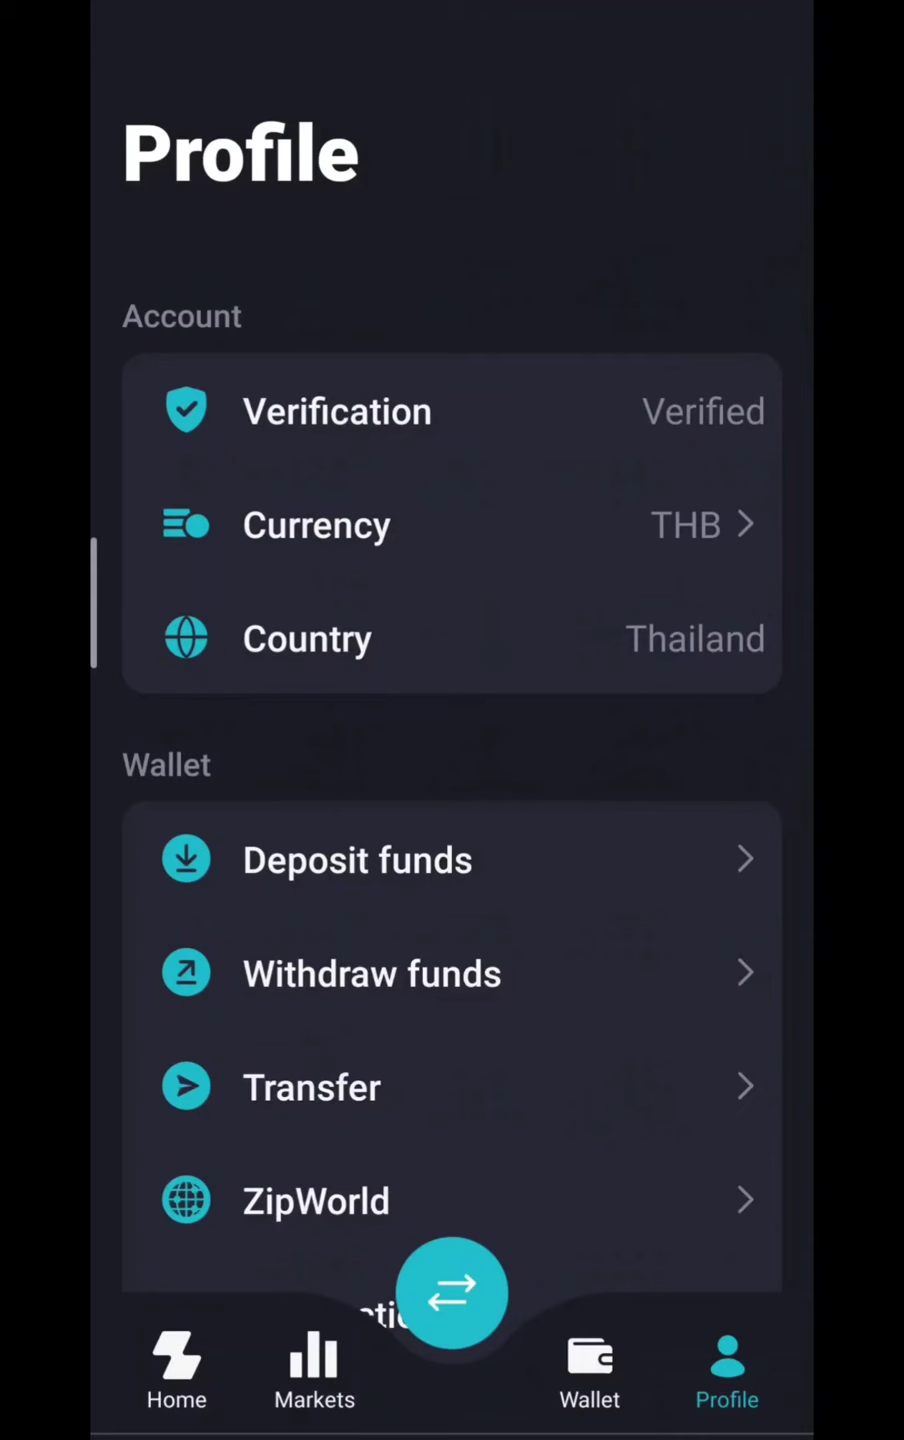 Profile
Account
Verification Verified
Currency THB
Country Thailand
Wallet
Deposit funds
Withdraw funds
Transfer
ZipWorld
Home Markets Wallet Profile